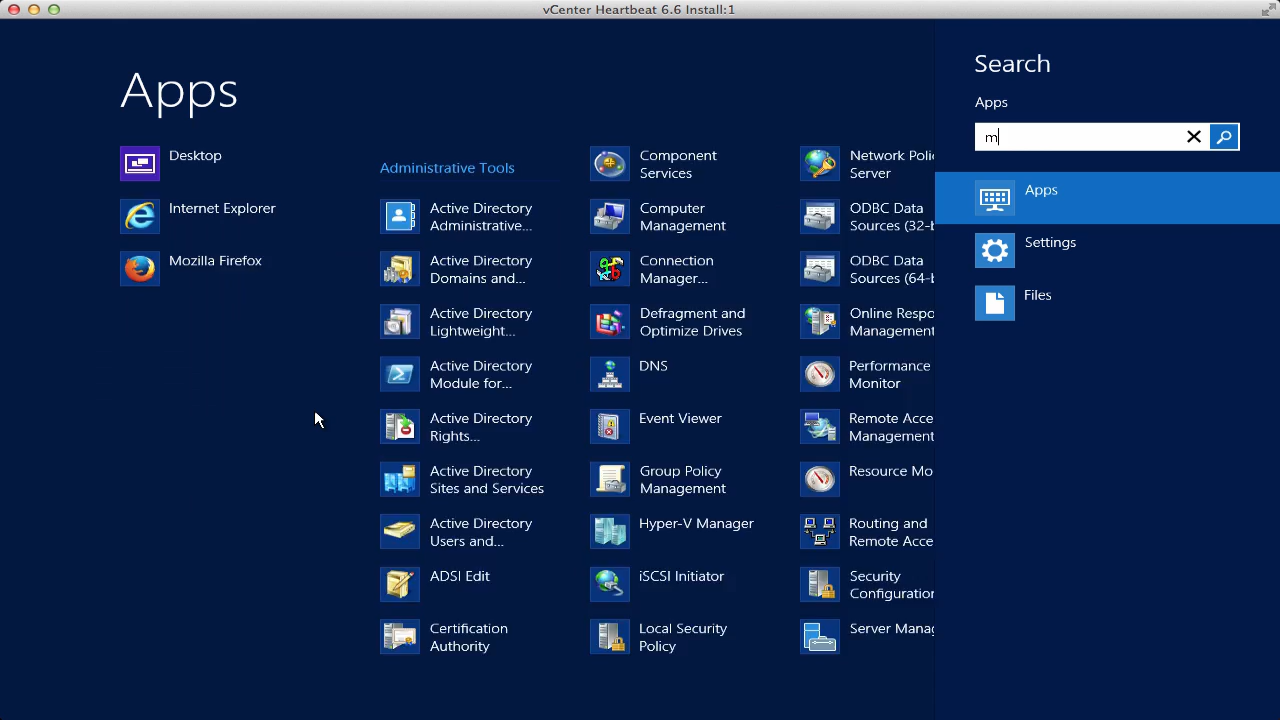 vCenter Heartbeat 6.6 Install:1
Apps
Desktop
Internet Explorer
Mozilla Firefox
Administrative Tools
Active Directory
Administrative...
Active Directory
Domains and...
Active Directory
Lightweight...
Active Directory
Module for...
Active Directory
Rights...
Active Directory
Sites and Services
Active Directory
Users and...
ADSI Edit
Certification
Authority
Component
Services
Computer
Management
Connection
Manager...
Defragment and
Optimize Drives
DNS
Event Viewer
Group Policy
Management
Hyper-V Manager
iSCSI Initiator
Local Security
Policy
Network Poli
Server
ODBC Data
Sources (32-b
ODBC Data
Sources (64-b
Online Respo
Management
Performance
Monitor
Remote Acce
Management
Resource Mo
Routing and
Remote Acce
Security
Configuration
Server Manag
Search
Apps
m
Apps
Settings
Files